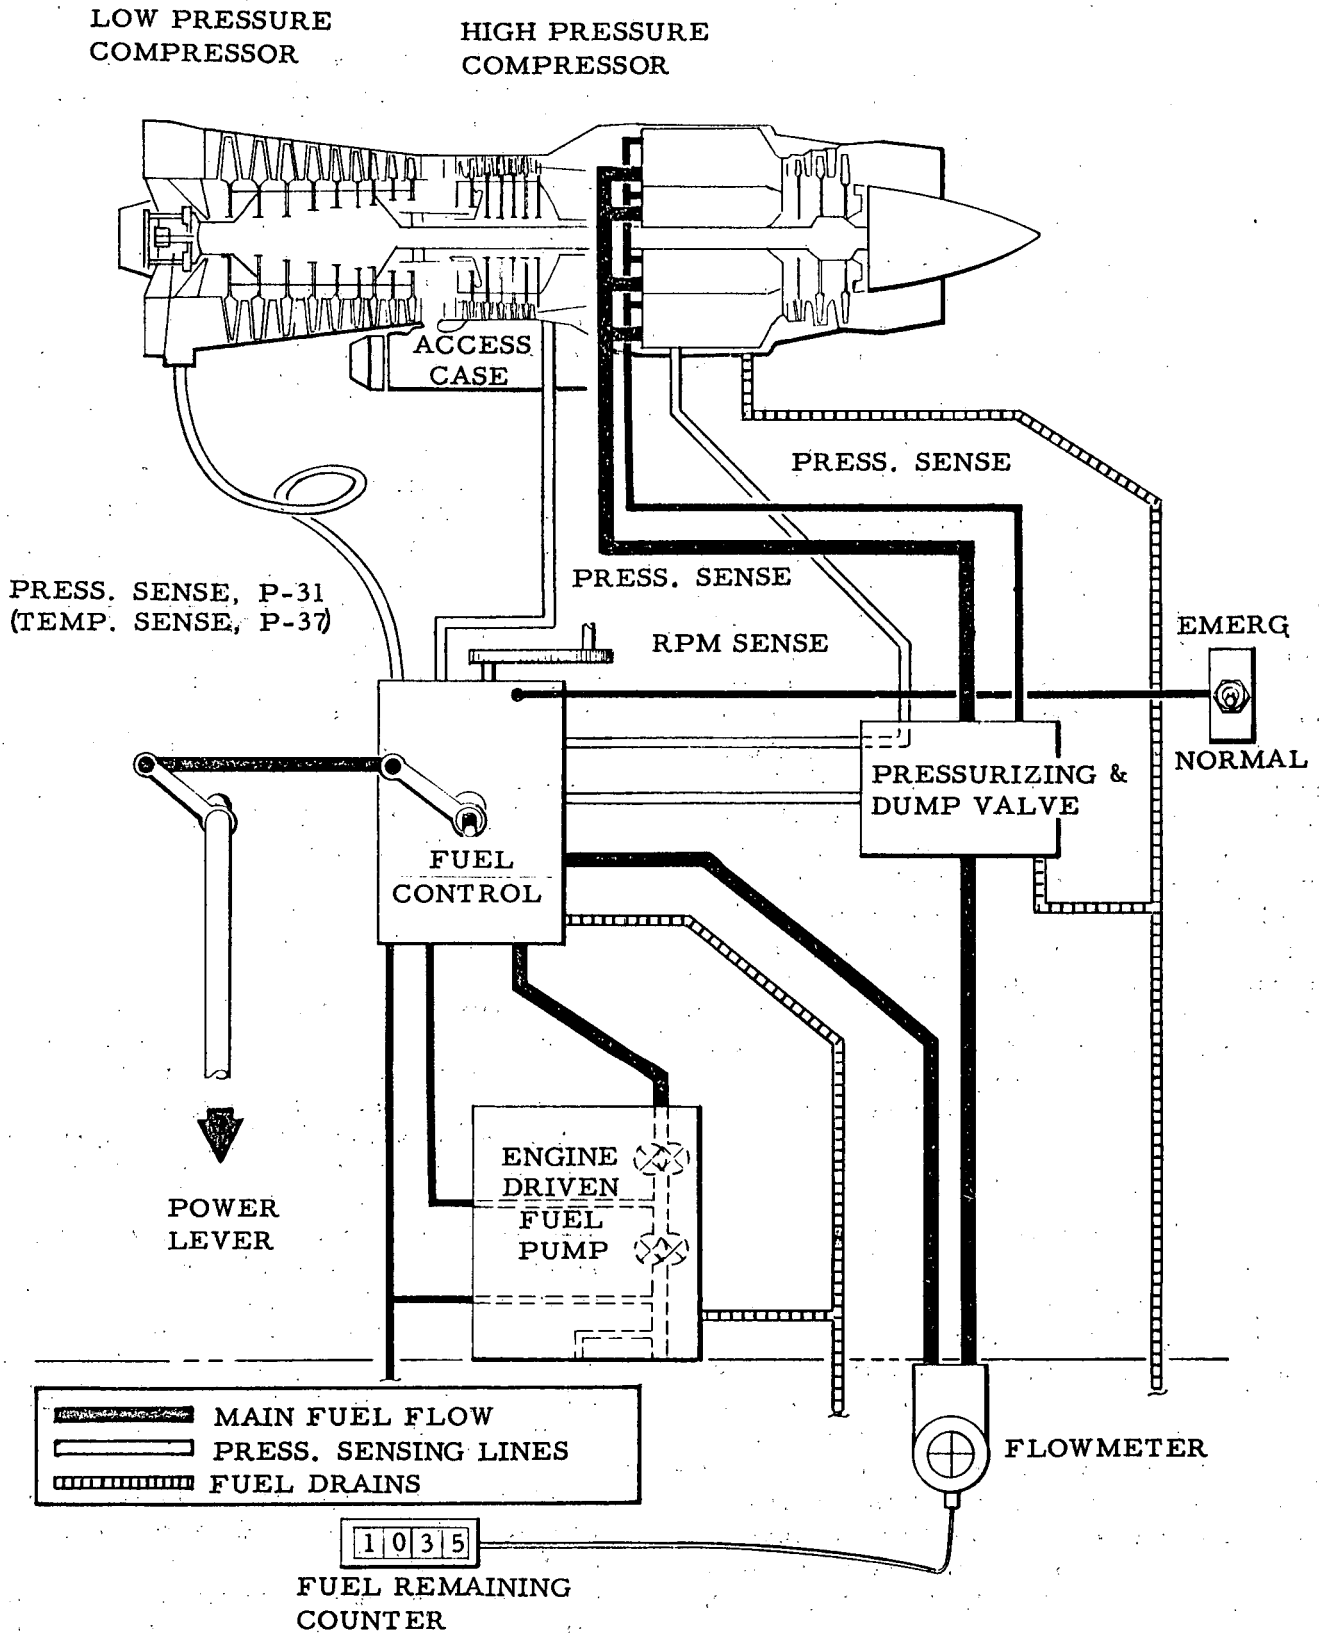 LOW PRESSURE
COMPRESSOR
HIGH PRESSURE
COMPRESSOR
ACCESS
CASE
PRESS. SENSE
PRESS. SENSE, P-31
(TEMP. SENSE, P-37)
PRESS. SENSE
RPM SENSE
EMERG
NORMAL
PRESSURIZING &
DUMP VALVE
FUEL
CONTROL
ENGINE
DRIVEN
FUEL
PUMP
POWER
LEVER
MAIN FUEL FLOW
PRESS. SENSING LINES
FUEL DRAINS
FLOWMETER
1035
FUEL REMAINING
COUNTER